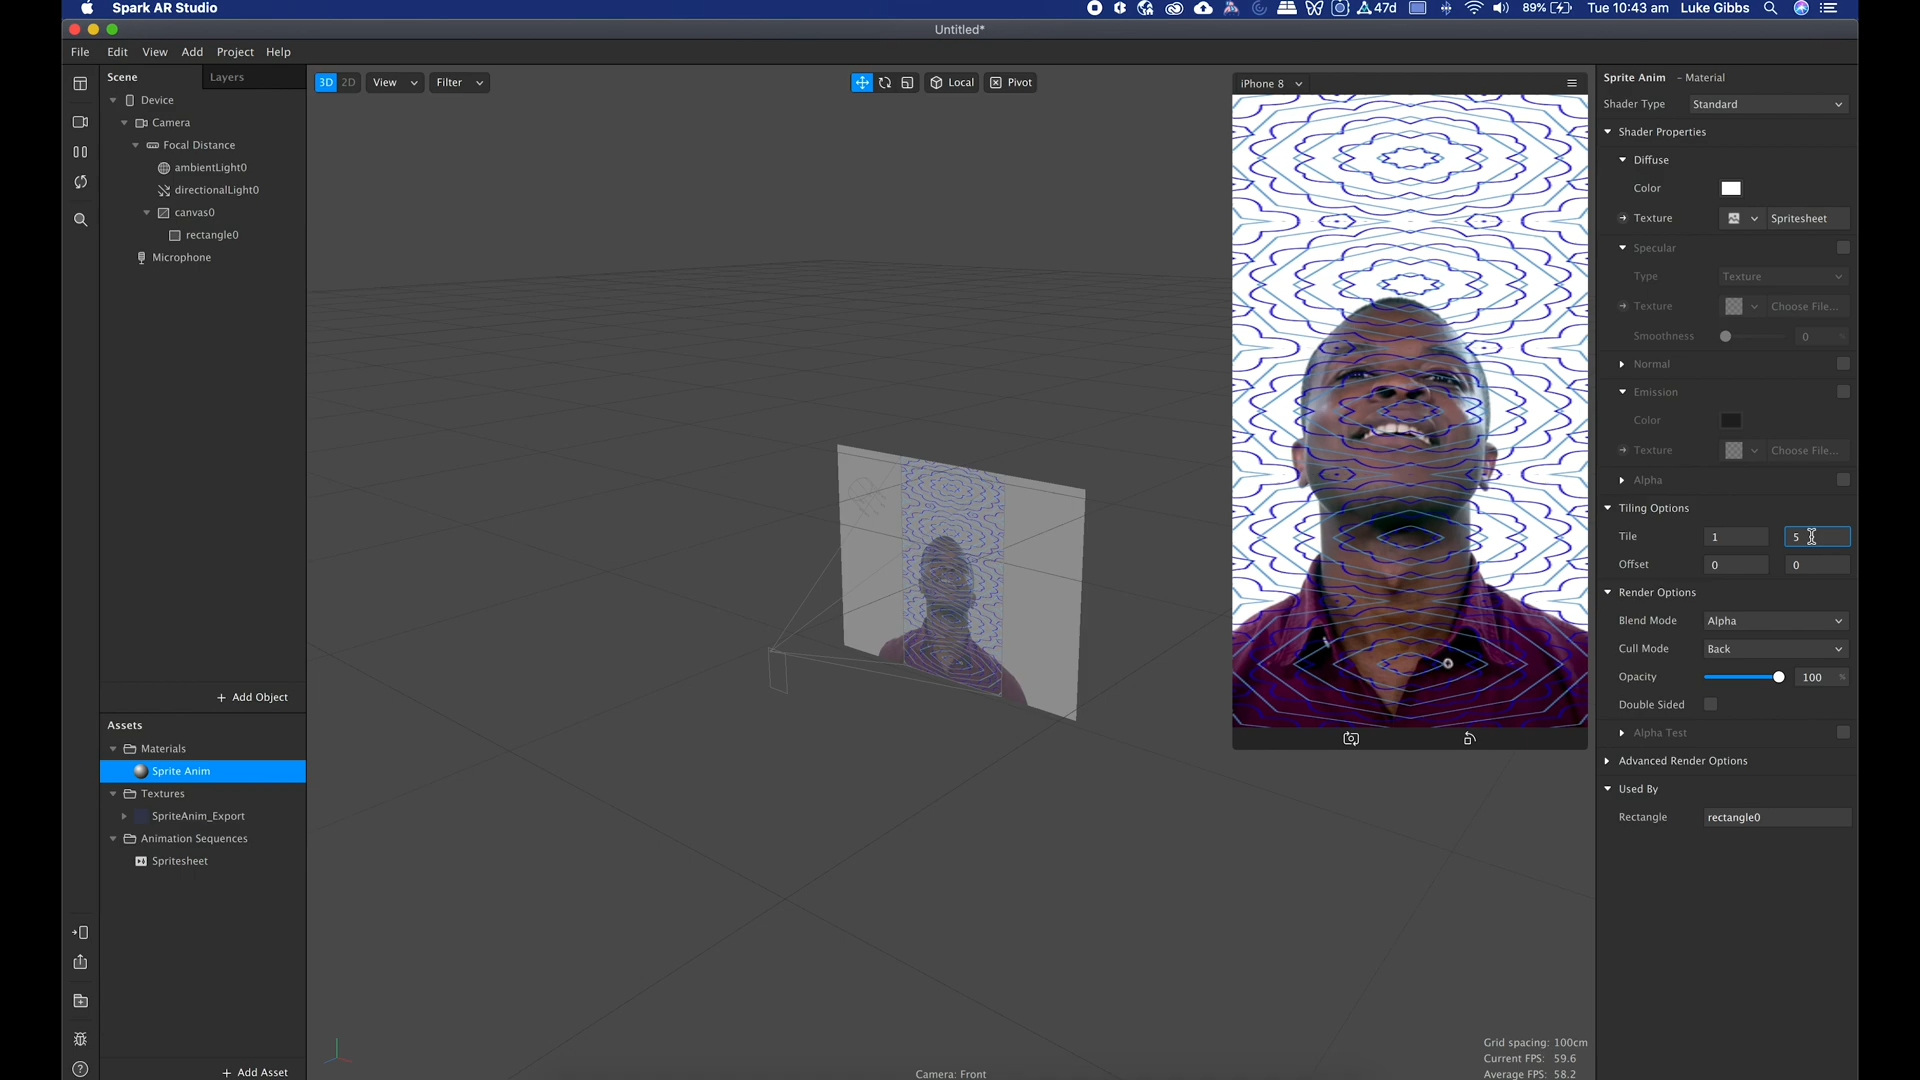 Spark AR Studio
47d
89%
Tue 10:43 am
Luke Gibbs
Untitled*
File
Edit
View
Add
Project
Help
Scene
Layers
Device
Camera
Focal Distance
ambientLight0
directionalLight0
canvas0
rectangle0
Microphone
+ Add Object
Assets
Materials
Sprite Anim
Textures
SpriteAnim_Export
Animation Sequences
Spritesheet
+ Add Asset
3D
2D
View
Filter
Local
Pivot
iPhone 8
Grid spacing: 100cm
Current FPS: 59.6
Average FPS: 58.2
Camera: Front
Sprite Anim – Material
Shader Type
Standard
Shader Properties
Diffuse
Color
Texture
Spritesheet
Specular
Type
Texture
Texture
Choose File...
Smoothness
0 %
Normal
Emission
Color
Texture
Choose File...
Alpha
Tiling Options
Tile
1
5
Offset
0
0
Render Options
Blend Mode
Alpha
Cull Mode
Back
Opacity
100 %
Double Sided
Alpha Test
Advanced Render Options
Used By
Rectangle
rectangle0